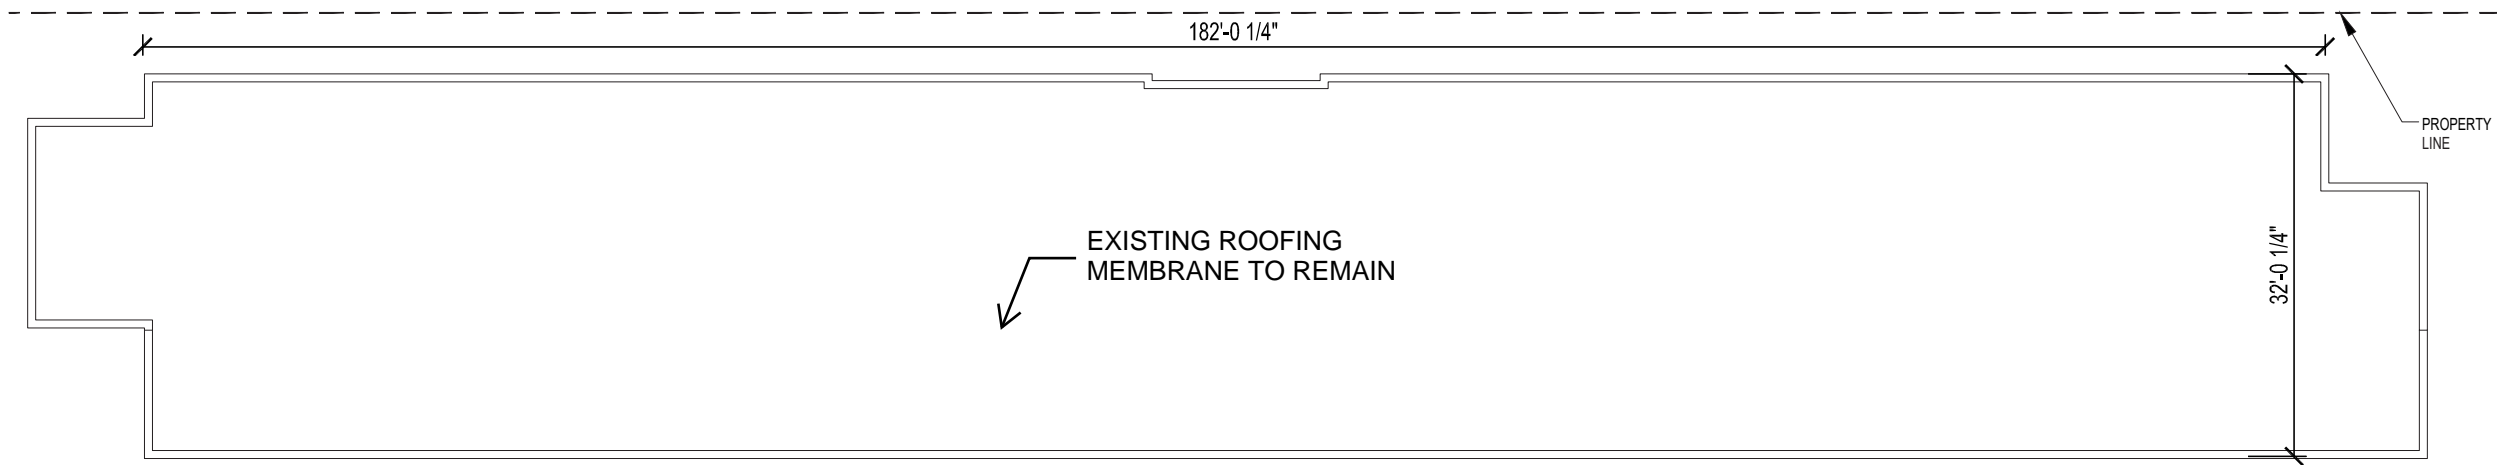 182'-0 1/4"
PROPERTY
LINE
EXISTING ROOFING
MEMBRANE TO REMAIN
32'-0 1/4"